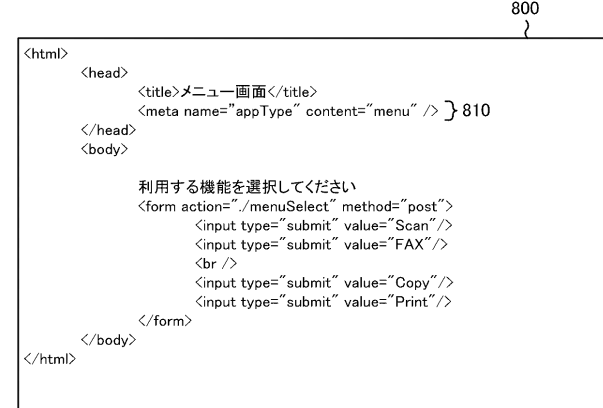 800
<html>
<head>
<title>メニュー画面</title>
<meta name="appType" content="menu" /> } 810
</head>
<body>
利用する機能を選択してください
<form action="./menuSelect" method="post">
<input type="submit" value="Scan"/>
<input type="submit" value="FAX"/>
<br />
<input type="submit" value="Copy"/>
<input type="submit" value="Print"/>
</form>
</body>
</html>